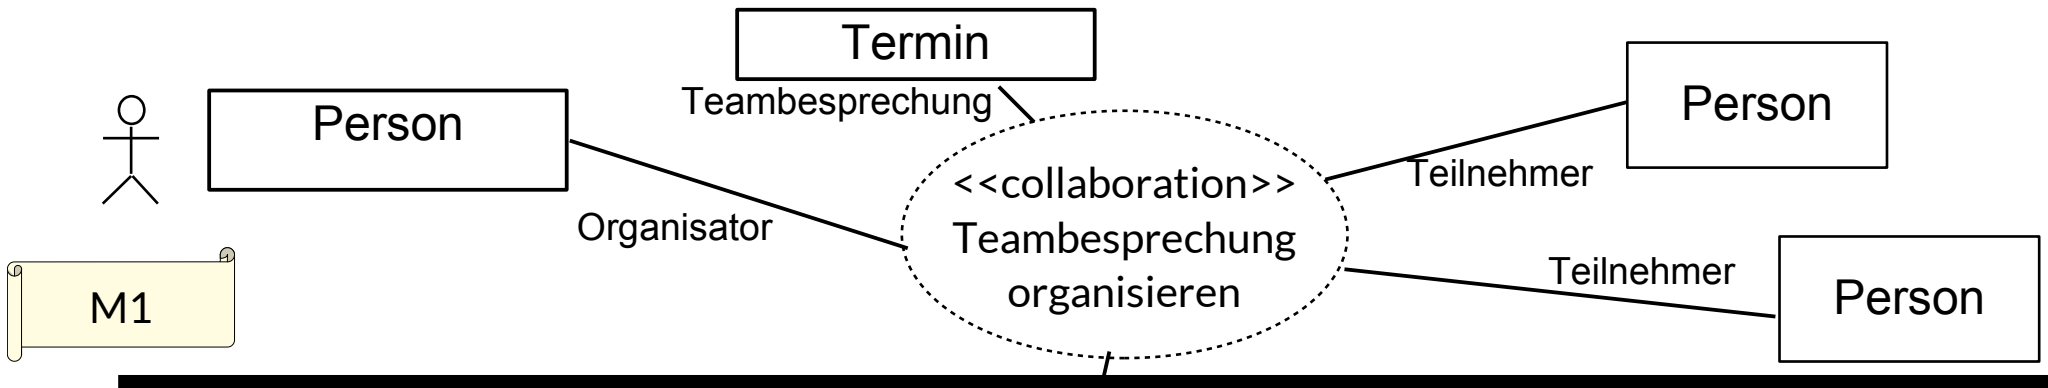 Termin
Teambesprechung
Person
Person
Organisator
<<collaboration>>
Teambesprechung
organisieren
Teilnehmer
Teilnehmer
Person
M1